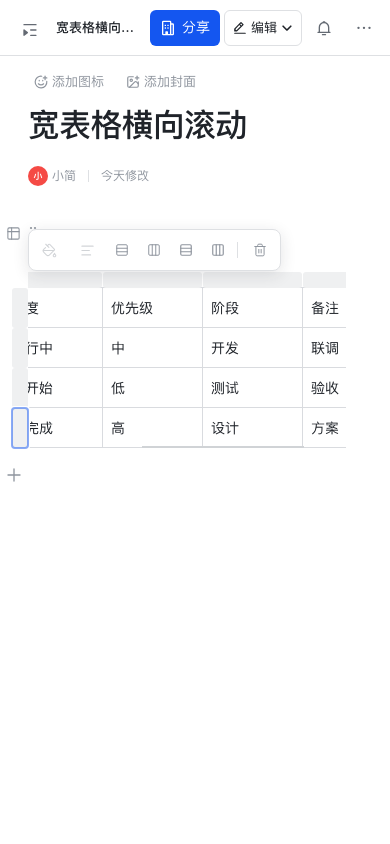 宽表格横向... 分享 编辑
添加图标 添加封面
宽表格横向滚动
小 小简 今天修改
度 优先级 阶段 备注
行中 中 开发 联调
开始 低 测试 验收
完成 高 设计 方案